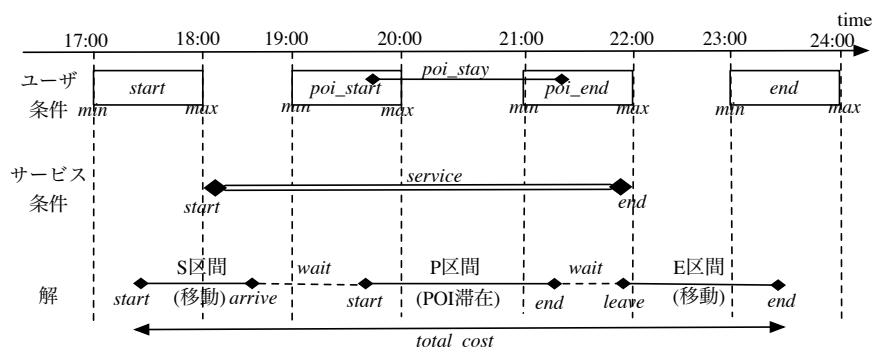 time
17:00 18:00 19:00 20:00 21:00 22:00 23:00 24:00
ユーザ
条件
start poi_start poi_stay poi_end end
min max min max min max min max
サービス
条件
service
start end
解
S区間 wait P区間 wait E区間
(移動) (POI滞在) (移動)
start arrive start end leave end
total_cost